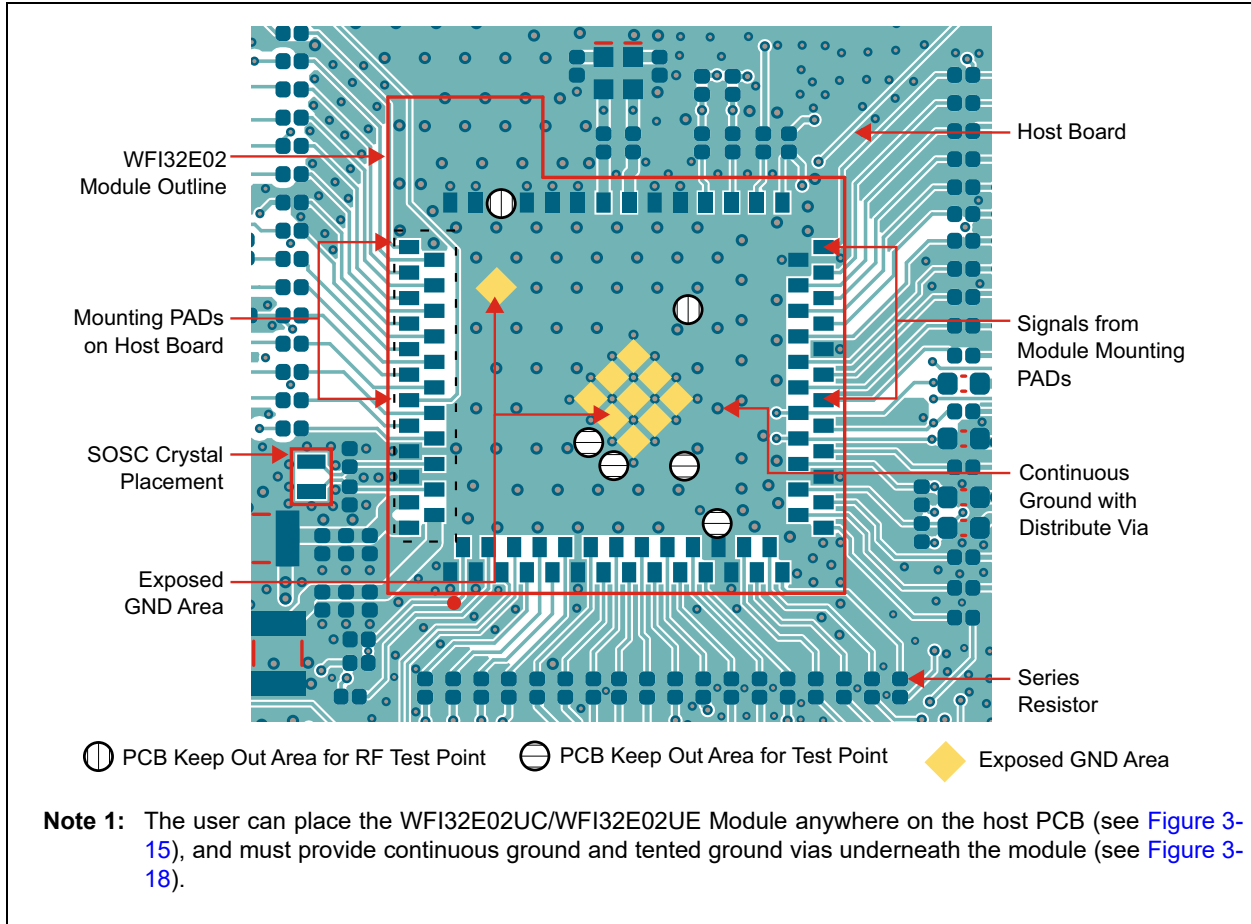 WFI32E02
Module Outline
Mounting PADs
on Host Board
SOSC Crystal
Placement
Exposed
GND Area
Host Board
Signals from
Module Mounting
PADs
Continuous
Ground with
Distribute Via
Series
Resistor
PCB Keep Out Area for RF Test Point
PCB Keep Out Area for Test Point
Exposed GND Area
Note 1: The user can place the WFI32E02UC/WFI32E02UE Module anywhere on the host PCB (see Figure 3-
15), and must provide continuous ground and tented ground vias underneath the module (see Figure 3-
18).